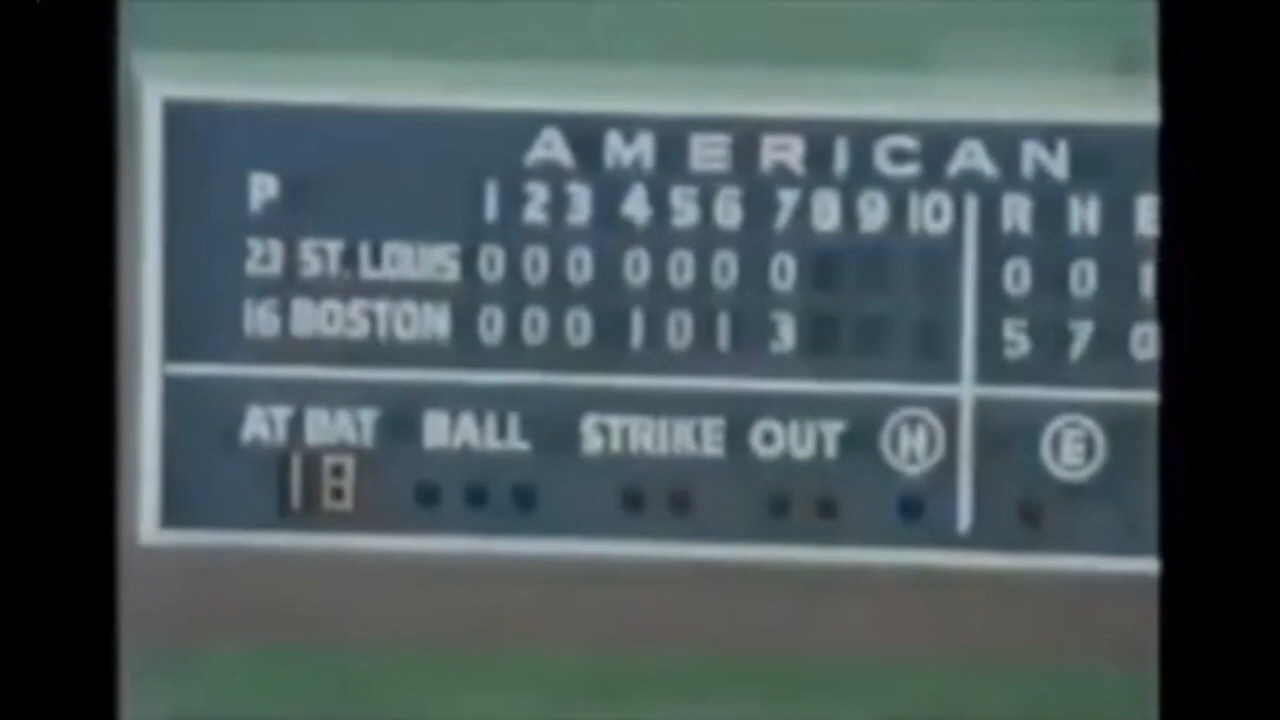 AMERICAN
P 1 2 3 4 5 6 7 8 9 10 R H E
23 ST. LOUIS 0 0 0 0 0 0 0 0 0 1
16 BOSTON 0 0 0 1 0 1 3 5 7 0
AT BAT BALL STRIKE OUT H E
18